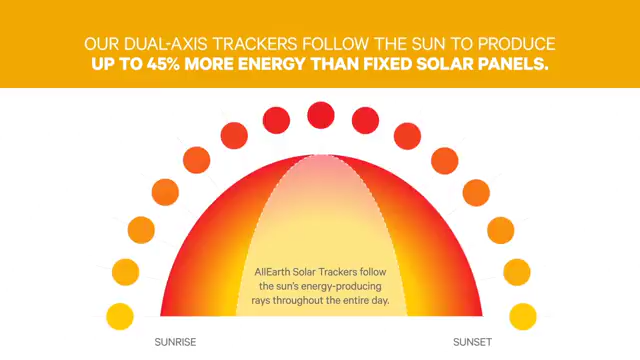 OUR DUAL-AXIS TRACKERS FOLLOW THE SUN TO PRODUCE
UP TO 45% MORE ENERGY THAN FIXED SOLAR PANELS.
AllEarth Solar Trackers follow
the sun's energy-producing
rays throughout the entire day.
SUNRISE
SUNSET